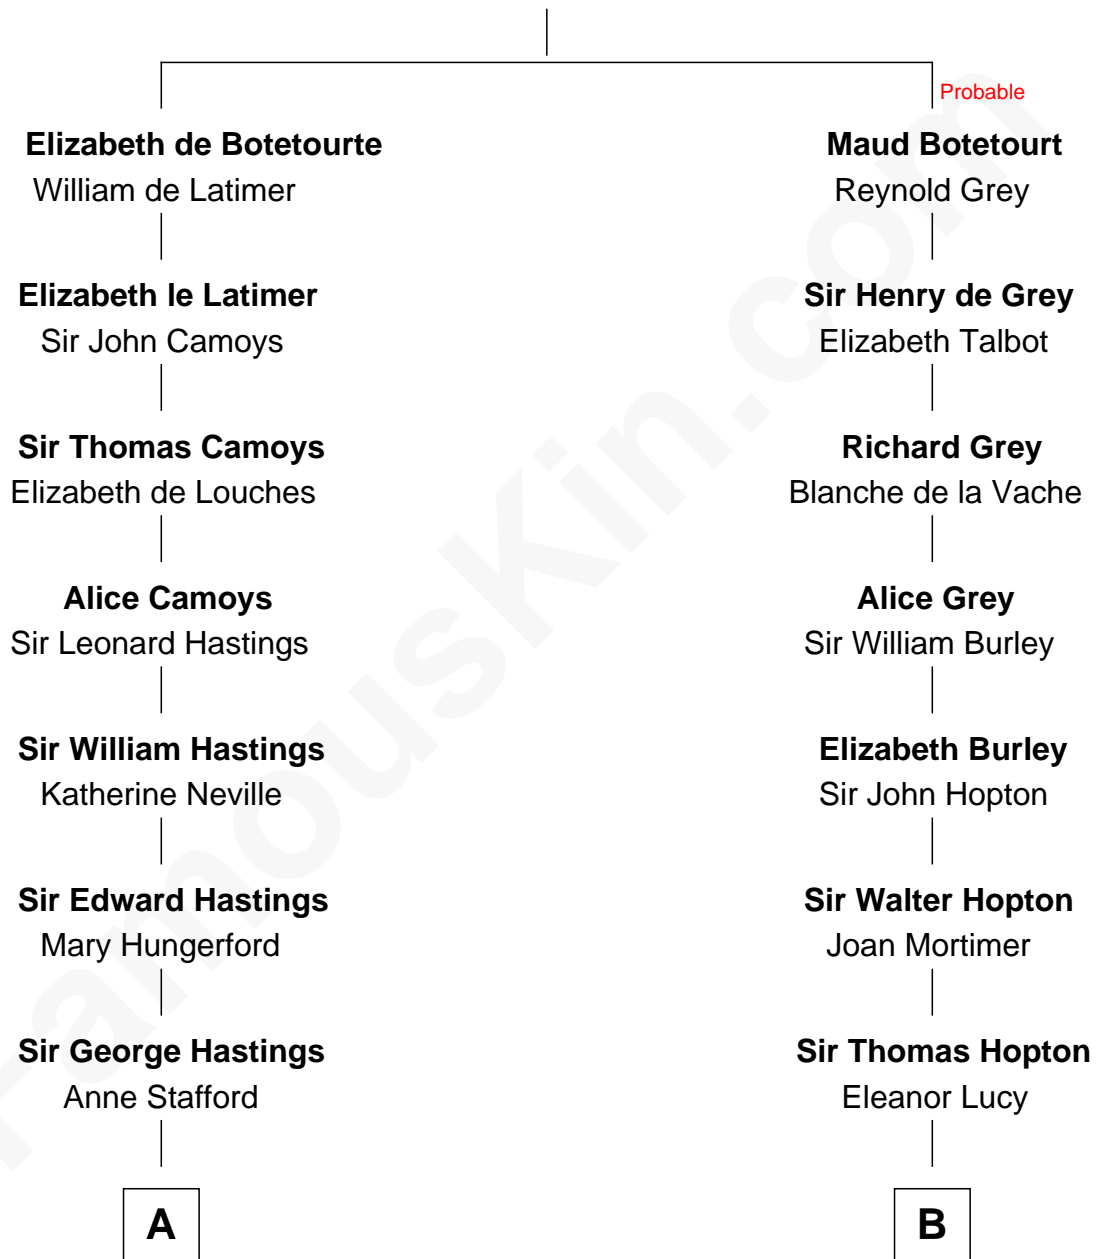 Probable
Elizabeth de Botetourte
William de Latimer
Maud Botetourt
Reynold Grey
Elizabeth le Latimer
Sir John Camoys
Sir Henry de Grey
Elizabeth Talbot
Sir Thomas Camoys
Elizabeth de Louches
Richard Grey
Blanche de la Vache
Alice Camoys
Sir Leonard Hastings
Alice Grey
Sir William Burley
Sir William Hastings
Katherine Neville
Elizabeth Burley
Sir John Hopton
Sir Edward Hastings
Mary Hungerford
Sir Walter Hopton
Joan Mortimer
Sir George Hastings
Anne Stafford
Sir Thomas Hopton
Eleanor Lucy
A
B
FamousKin.com